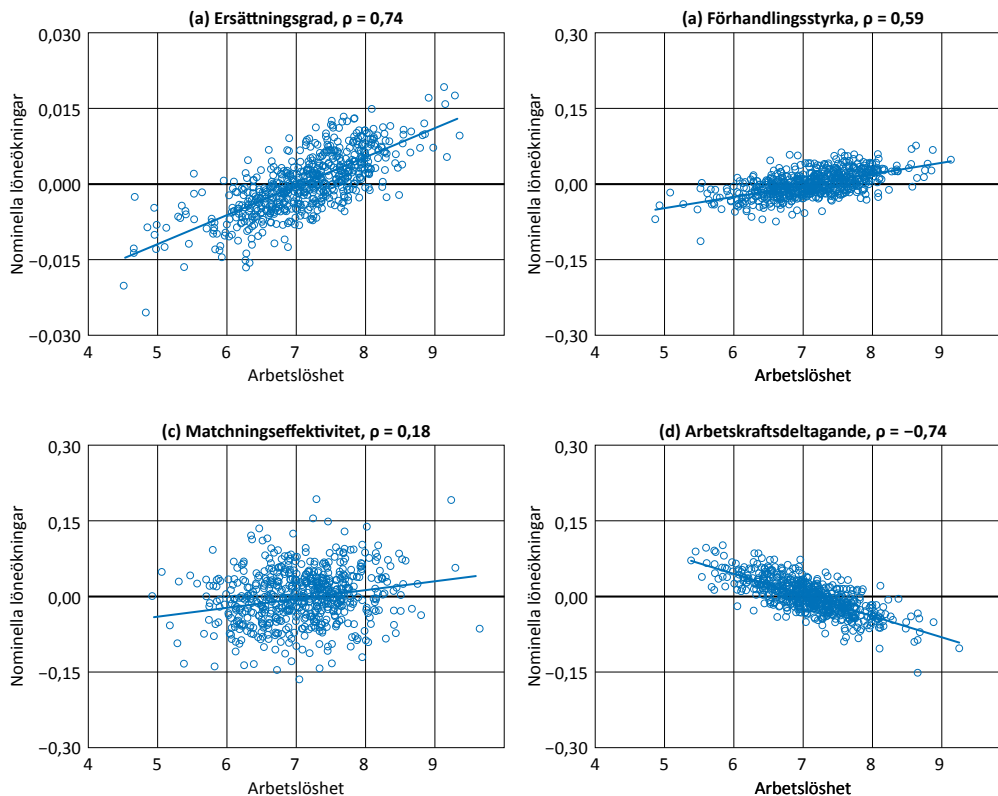 (a) Ersättningsgrad, ρ = 0,74
0,030
0,015
0,000
−0,015
−0,030
Nominella löneökningar
4 5 6 7 8 9
Arbetslöshet
(a) Förhandlingsstyrka, ρ = 0,59
0,30
0,15
0,00
−0,15
−0,30
Nominella löneökningar
4 5 6 7 8 9
Arbetslöshet
(c) Matchningseffektivitet, ρ = 0,18
0,30
0,15
0,00
−0,15
−0,30
Nominella löneökningar
4 5 6 7 8 9
Arbetslöshet
(d) Arbetskraftsdeltagande, ρ = −0,74
0,30
0,15
0,00
−0,15
−0,30
Nominella löneökningar
4 5 6 7 8 9
Arbetslöshet